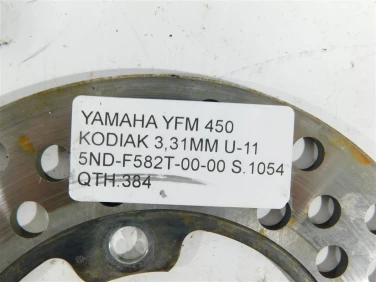 YAMAHA YFM 450
KODIAK 3,31MM U-11
5ND-F582T-00-00 S.1054
QTH.384